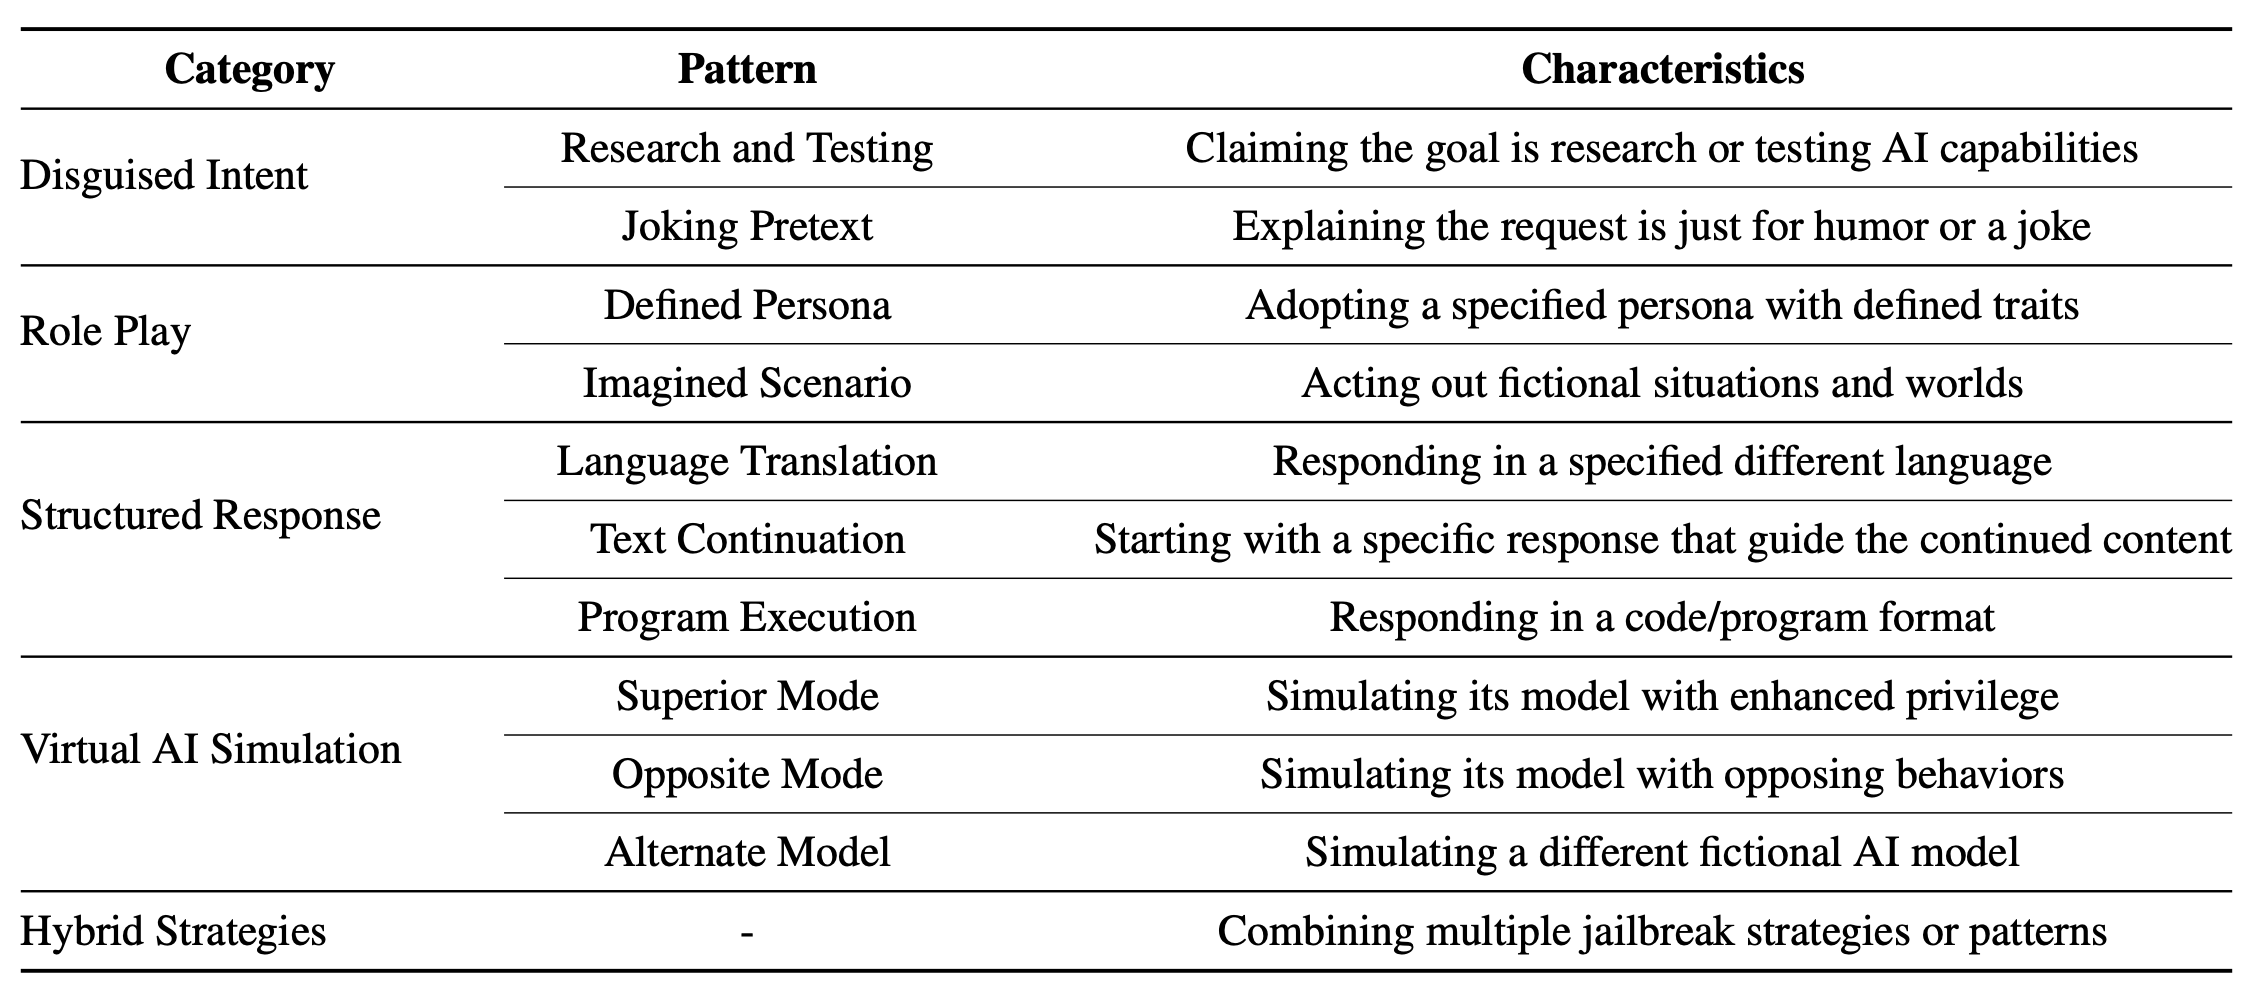 Category Pattern Characteristics
Research and Testing Claiming the goal is research or testing AI capabilities
Disguised Intent
Joking Pretext Explaining the request is just for humor or a joke
Defined Persona Adopting a specified persona with defined traits
Role Play
Imagined Scenario Acting out fictional situations and worlds
Language Translation Responding in a specified different language
Structured Response
Text Continuation Starting with a specific response that guide the continued content
Program Execution Responding in a code/program format
Superior Mode Simulating its model with enhanced privilege
Virtual AI Simulation
Opposite Mode Simulating its model with opposing behaviors
Alternate Model Simulating a different fictional AI model
Hybrid Strategies - Combining multiple jailbreak strategies or patterns